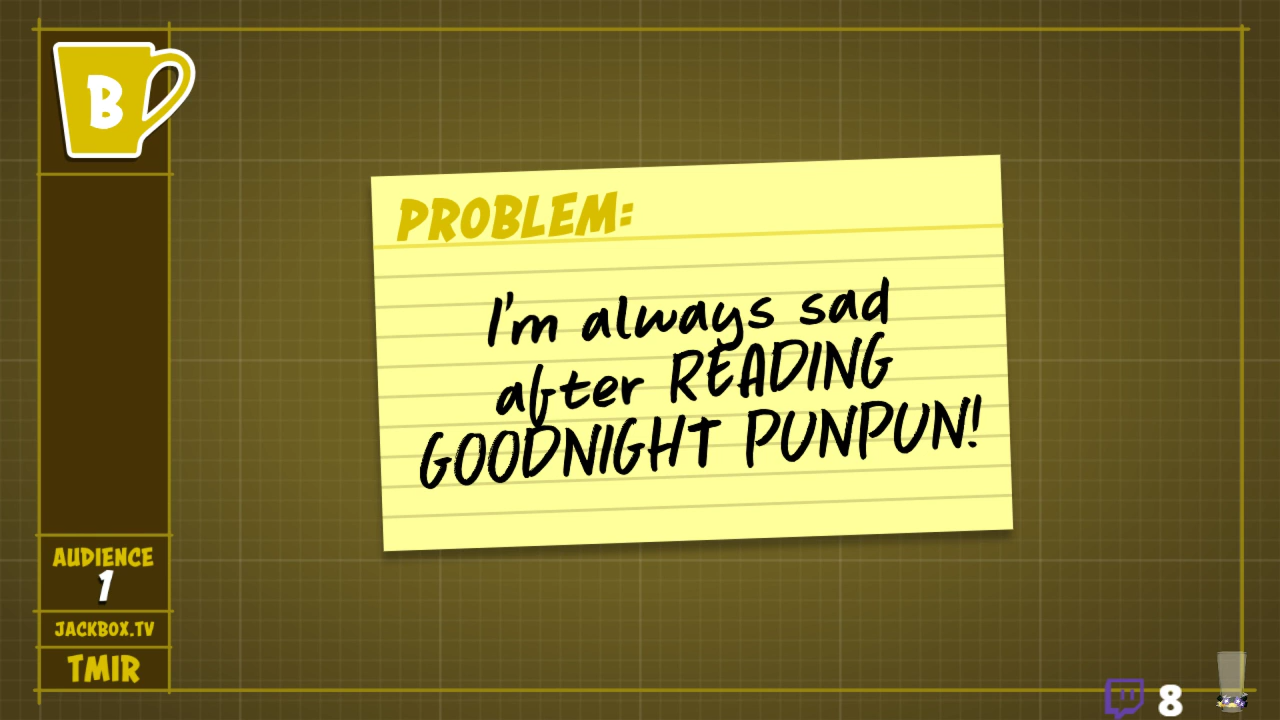 B
PROBLEM:
I'm always sad
after READING
GOODNIGHT PUNPUN!
AUDIENCE
1
JACKBOX.TV
TMIR
8